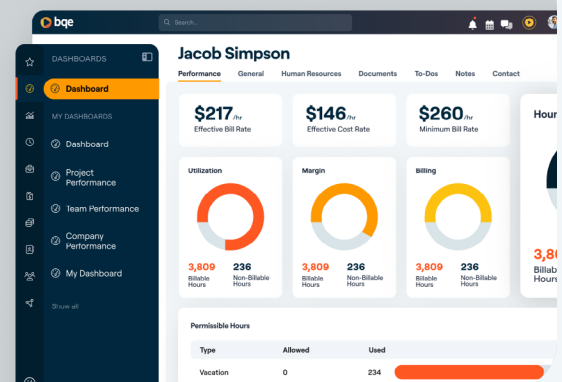 bqe
Search...
DASHBOARDS
Dashboard
MY DASHBOARDS
Dashboard
Project
Performance
Team Performance
Company
Performance
My Dashboard
Show all
Jacob Simpson
Performance General Human Resources Documents To-Dos Notes Contact
$217/hr
Effective Bill Rate
$146/hr
Effective Cost Rate
$260/hr
Minimum Bill Rate
Utilization
3,809 236
Billable Non-Billable
Hours Hours
Margin
3,809 236
Billable Non-Billable
Hours Hours
Billing
3,809 236
Billable Non-Billable
Hours Hours
Hour
3,8
Billab
Hours
Permissible Hours
Type Allowed Used
Vacation 0 234